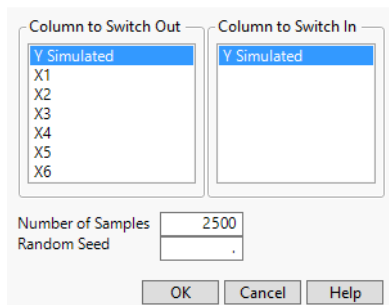 Column to Switch Out
Y Simulated
X1
X2
X3
X4
X5
X6
Column to Switch In
Y Simulated
Number of Samples 2500
Random Seed .
OK Cancel Help